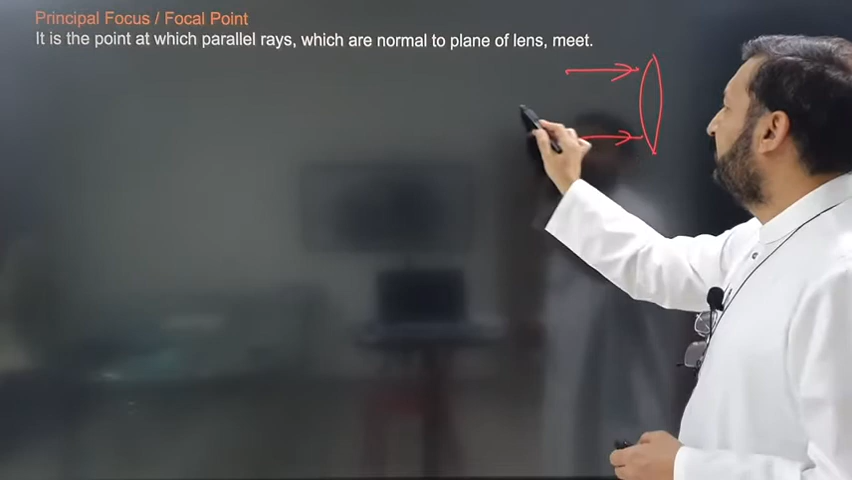 Principal Focus / Focal Point
It is the point at which parallel rays, which are normal to plane of lens, meet.